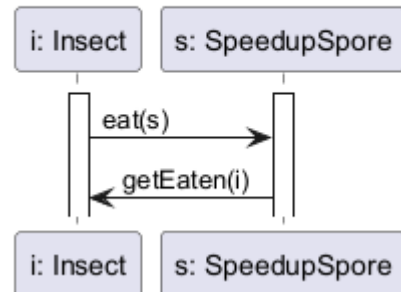 i: Insect
s: SpeedupSpore
eat(s)
getEaten(i)
i: Insect
s: SpeedupSpore